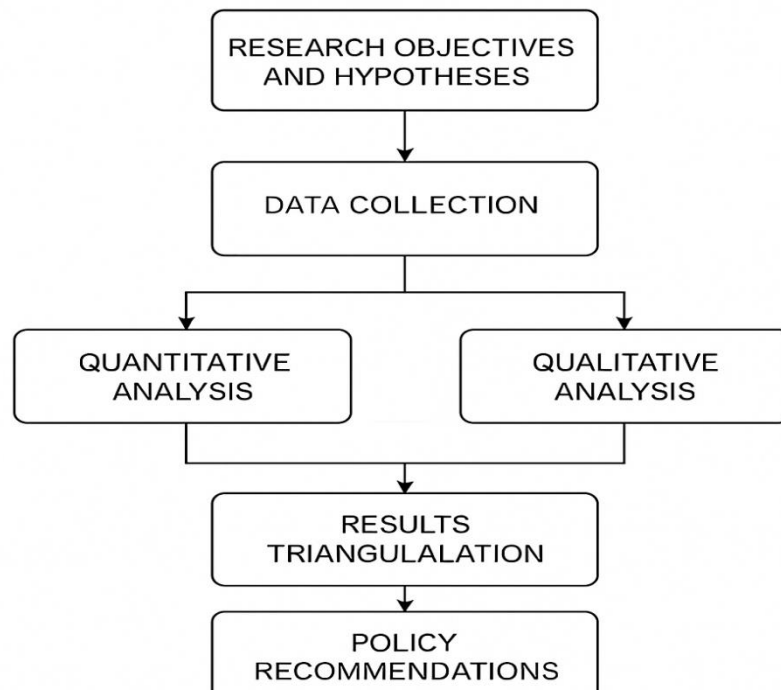 RESEARCH OBJECTIVES
AND HYPOTHESES
DATA COLLECTION
QUANTITATIVE
ANALYSIS
QUALITATIVE
ANALYSIS
RESULTS
TRIANGULALATION
POLICY
RECOMMENDATIONS